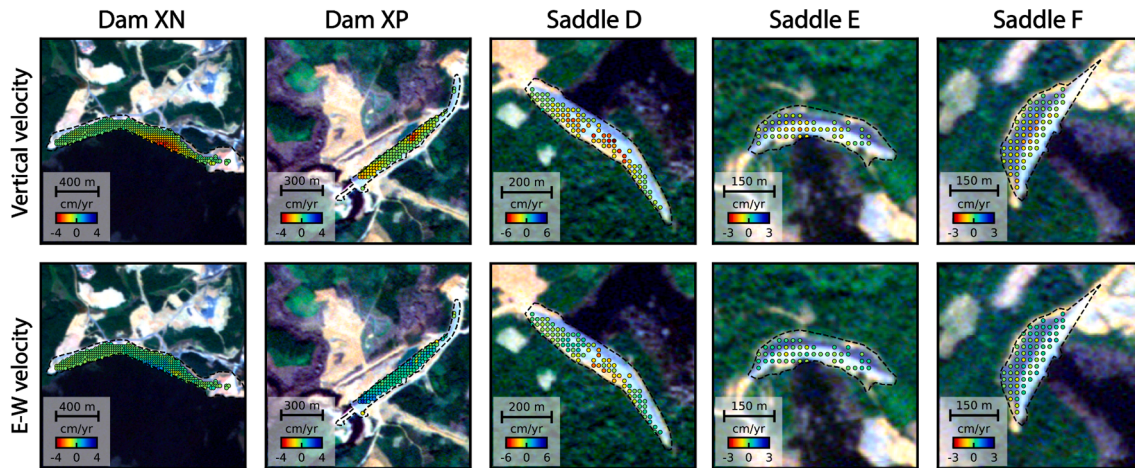 Dam XN Dam XP Saddle D Saddle E Saddle F
Vertical velocity
400 m 300 m 200 m 150 m 150 m
cm/yr cm/yr cm/yr cm/yr cm/yr
-4 0 4 -4 0 4 -6 0 6 -3 0 3 -3 0 3
E-W velocity
400 m 300 m 200 m 150 m 150 m
cm/yr cm/yr cm/yr cm/yr cm/yr
-4 0 4 -4 0 4 -6 0 6 -3 0 3 -3 0 3